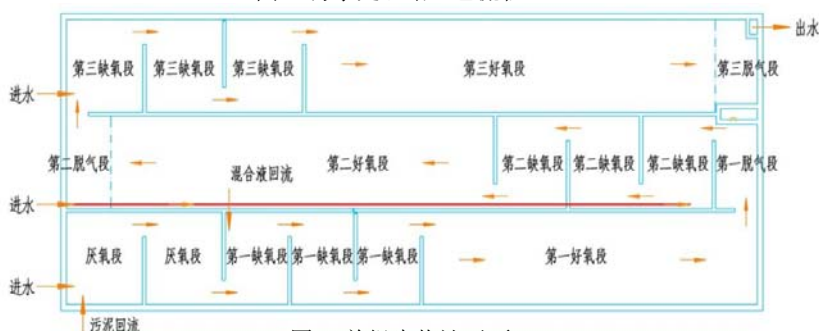 出水
第三缺氧段 第三缺氧段 第三缺氧段 第三好氧段 第三脱气段
进水
第二脱气段 第二好氧段 第二缺氧段 第二缺氧段 第二缺氧段 第一脱气段
混合液回流
进水
厌氧段 厌氧段 第一缺氧段 第一缺氧段 第一缺氧段 第一好氧段
进水
污泥回流